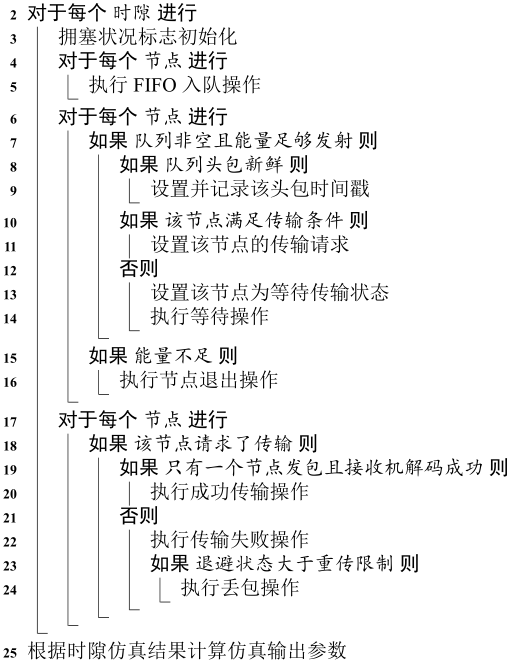 2 对于每个 时隙 进行
3 拥塞状况标志初始化
4 对于每个 节点 进行
5 执行 FIFO 入队操作
6 对于每个 节点 进行
7 如果 队列非空且能量足够发射 则
8 如果 队列头包新鲜 则
9 设置并记录该头包时间戳
10 如果 该节点满足传输条件 则
11 设置该节点的传输请求
12 否则
13 设置该节点为等待传输状态
14 执行等待操作
15 如果 能量不足 则
16 执行节点退出操作
17 对于每个 节点 进行
18 如果 该节点请求了传输 则
19 如果 只有一个节点发包且接收机解码成功 则
20 执行成功传输操作
21 否则
22 执行传输失败操作
23 如果 退避状态大于重传限制 则
24 执行丢包操作
25 根据时隙仿真结果计算仿真输出参数